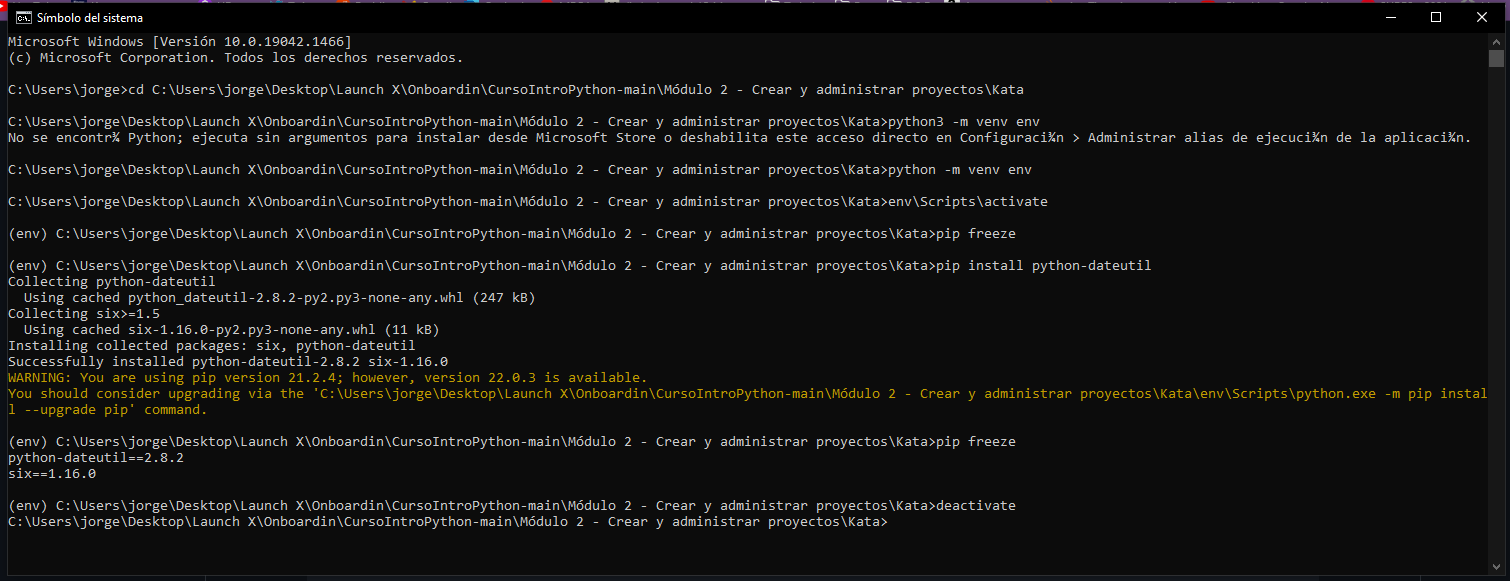 Símbolo del sistema
Microsoft Windows [Versión 10.0.19042.1466]
(c) Microsoft Corporation. Todos los derechos reservados.
C:\Users\jorge>cd C:\Users\jorge\Desktop\Launch X\Onboardin\CursoIntroPython-main\Módulo 2 - Crear y administrar proyectos\Kata
C:\Users\jorge\Desktop\Launch X\Onboardin\CursoIntroPython-main\Módulo 2 - Crear y administrar proyectos\Kata>python3 -m venv env
No se encontr¾ Python; ejecuta sin argumentos para instalar desde Microsoft Store o deshabilita este acceso directo en Configuraci¾n > Administrar alias de ejecuci¾n de la aplicaci¾n.
C:\Users\jorge\Desktop\Launch X\Onboardin\CursoIntroPython-main\Módulo 2 - Crear y administrar proyectos\Kata>python -m venv env
C:\Users\jorge\Desktop\Launch X\Onboardin\CursoIntroPython-main\Módulo 2 - Crear y administrar proyectos\Kata>env\Scripts\activate
(env) C:\Users\jorge\Desktop\Launch X\Onboardin\CursoIntroPython-main\Módulo 2 - Crear y administrar proyectos\Kata>pip freeze
(env) C:\Users\jorge\Desktop\Launch X\Onboardin\CursoIntroPython-main\Módulo 2 - Crear y administrar proyectos\Kata>pip install python-dateutil
Collecting python-dateutil
  Using cached python_dateutil-2.8.2-py2.py3-none-any.whl (247 kB)
Collecting six>=1.5
  Using cached six-1.16.0-py2.py3-none-any.whl (11 kB)
Installing collected packages: six, python-dateutil
Successfully installed python-dateutil-2.8.2 six-1.16.0
WARNING: You are using pip version 21.2.4; however, version 22.0.3 is available.
You should consider upgrading via the 'C:\Users\jorge\Desktop\Launch X\Onboardin\CursoIntroPython-main\Módulo 2 - Crear y administrar proyectos\Kata\env\Scripts\python.exe -m pip instal
l --upgrade pip' command.
(env) C:\Users\jorge\Desktop\Launch X\Onboardin\CursoIntroPython-main\Módulo 2 - Crear y administrar proyectos\Kata>pip freeze
python-dateutil==2.8.2
six==1.16.0
(env) C:\Users\jorge\Desktop\Launch X\Onboardin\CursoIntroPython-main\Módulo 2 - Crear y administrar proyectos\Kata>deactivate
C:\Users\jorge\Desktop\Launch X\Onboardin\CursoIntroPython-main\Módulo 2 - Crear y administrar proyectos\Kata>